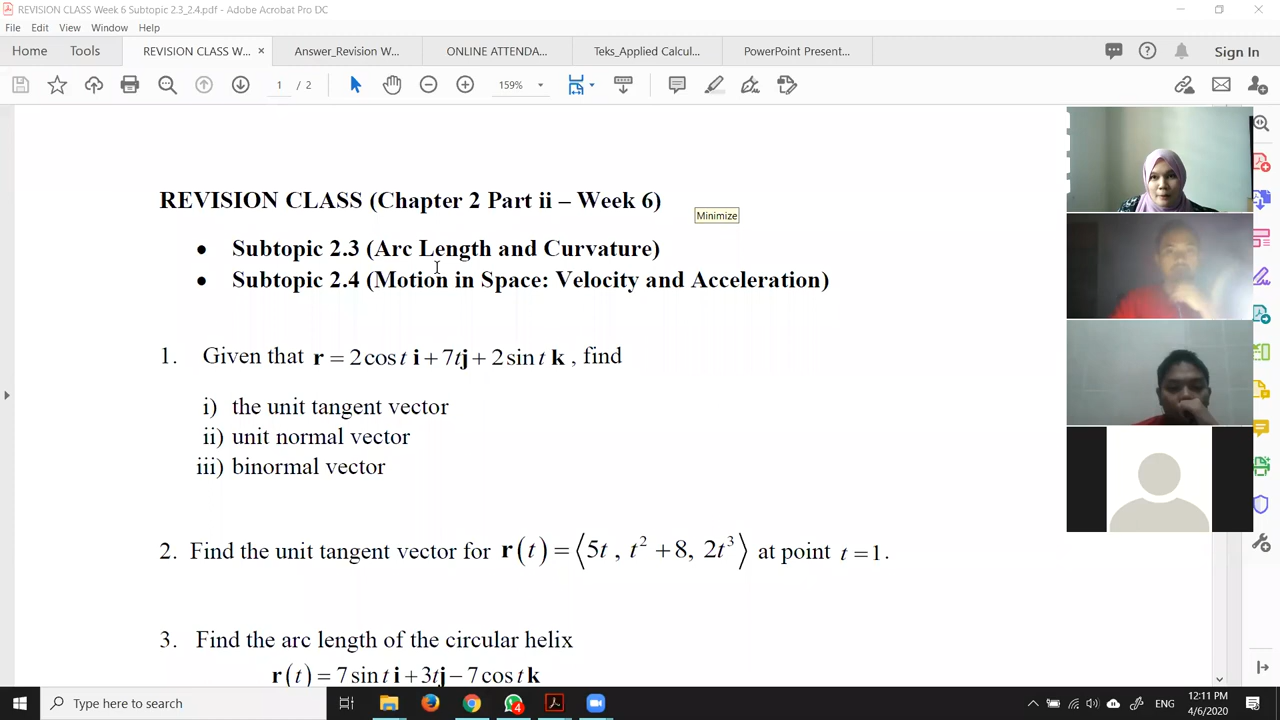 REVISION CLASS Week 6 Subtopic 2.3_2.4.pdf - Adobe Acrobat Pro DC
File Edit View Window Help
Home Tools REVISION CLASS W... × Answer_Revision W... ONLINE ATTENDA... Teks_Applied Calcul... PowerPoint Present... Sign In
1 / 2 159%
REVISION CLASS (Chapter 2 Part ii – Week 6)
Minimize
• Subtopic 2.3 (Arc Length and Curvature)
• Subtopic 2.4 (Motion in Space: Velocity and Acceleration)
1. Given that r = 2cost i + 7tj + 2sin t k , find
i) the unit tangent vector
ii) unit normal vector
iii) binormal vector
2. Find the unit tangent vector for r(t) = ⟨5t , t² + 8, 2t³⟩ at point t = 1.
3. Find the arc length of the circular helix
r(t) = 7sin t i + 3tj − 7cos t k
Type here to search
4
ENG
12:11 PM
4/6/2020